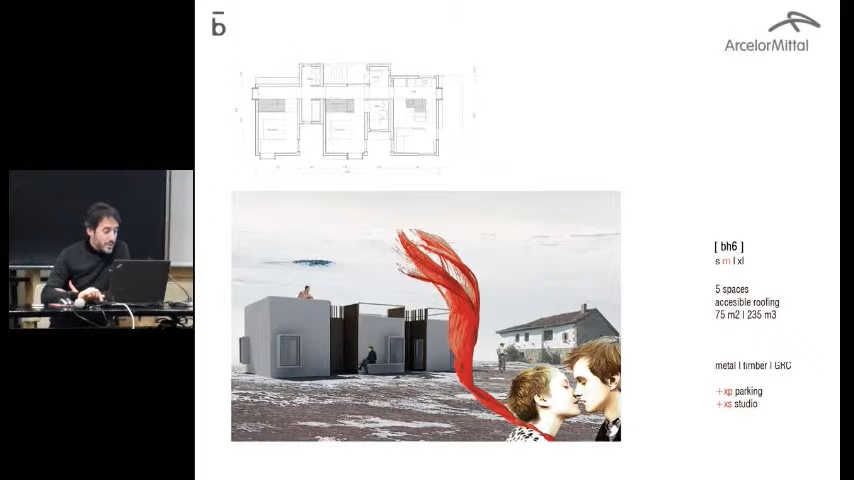 b
ArcelorMittal
[ bh6 ]
s m l xl
5 spaces
accesible roofing
75 m2 | 235 m3
metal | timber | GRC
+xp parking
+xs studio